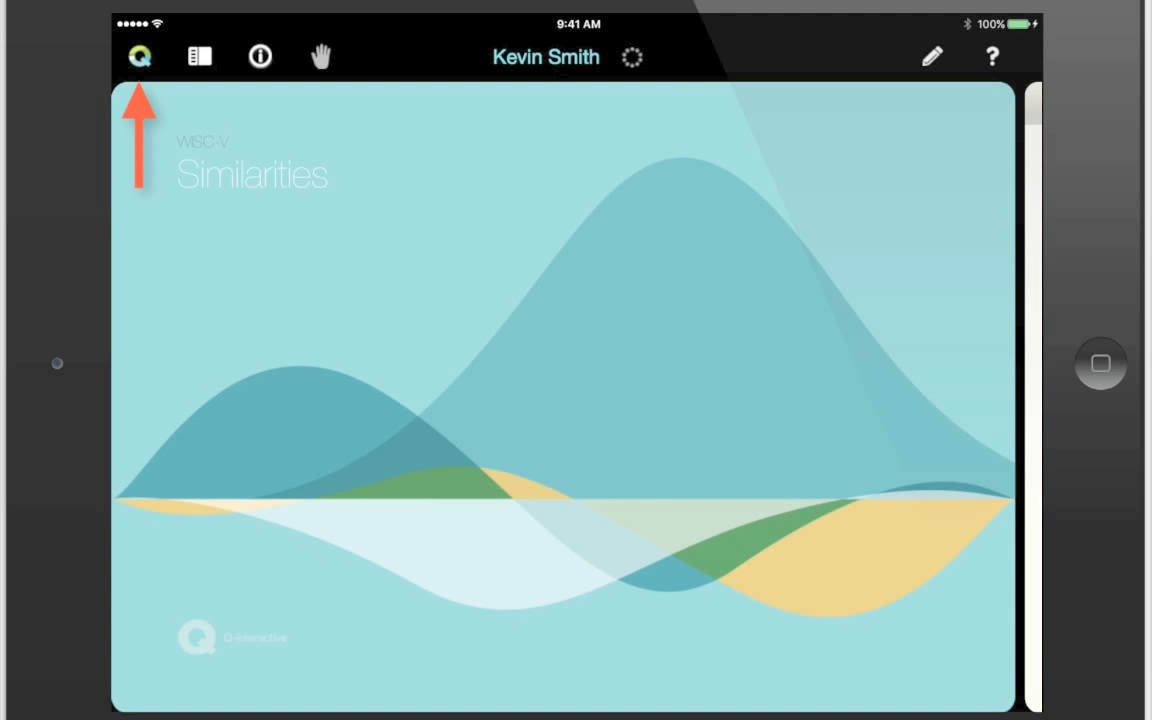 9:41 AM
100%
Kevin Smith
?
WISC-V
Similarities
Q-interactive